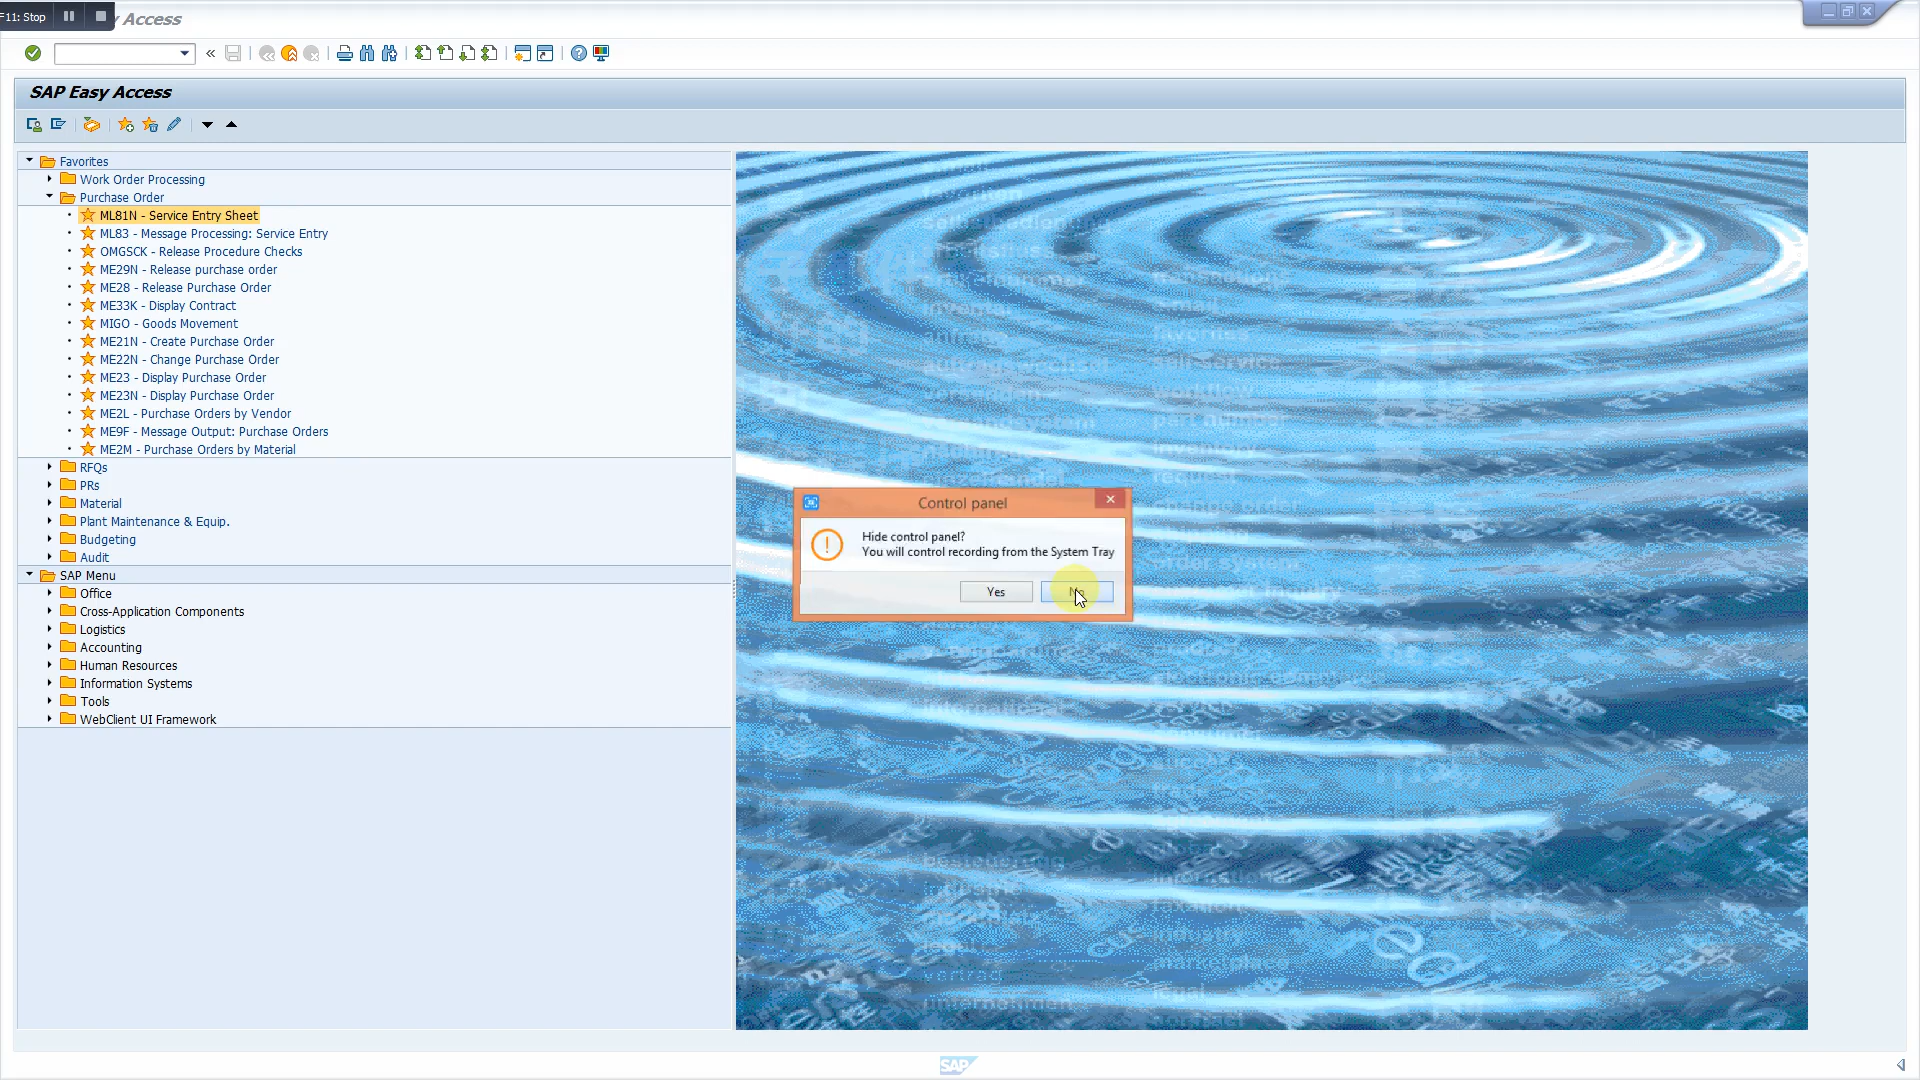 F11: Stop
y Access
SAP Easy Access
Favorites
Work Order Processing
Purchase Order
ML81N - Service Entry Sheet
ML83 - Message Processing: Service Entry
OMGSCK - Release Procedure Checks
ME29N - Release purchase order
ME28 - Release Purchase Order
ME33K - Display Contract
MIGO - Goods Movement
ME21N - Create Purchase Order
ME22N - Change Purchase Order
ME23 - Display Purchase Order
ME23N - Display Purchase Order
ME2L - Purchase Orders by Vendor
ME9F - Message Output: Purchase Orders
ME2M - Purchase Orders by Material
RFQs
PRs
Material
Plant Maintenance & Equip.
Budgeting
Audit
SAP Menu
Office
Cross-Application Components
Logistics
Accounting
Human Resources
Information Systems
Tools
WebClient UI Framework
Control panel
Hide control panel?
You will control recording from the System Tray
Yes
SAP